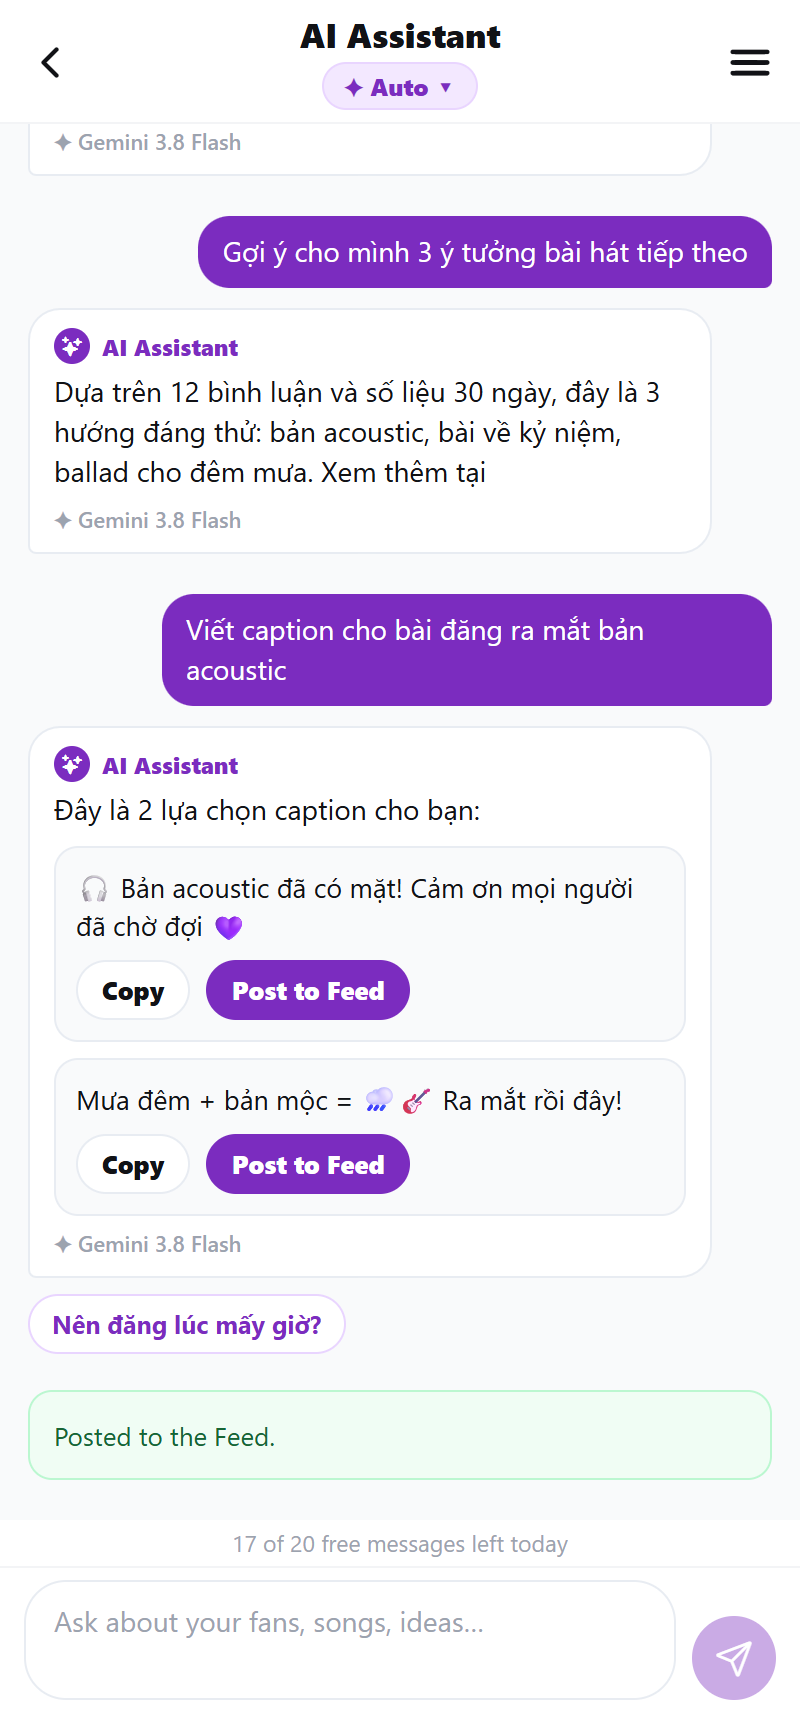 AI Assistant
✦ Auto ▼
✦ Gemini 3.8 Flash
Gợi ý cho mình 3 ý tưởng bài hát tiếp theo
AI Assistant
Dựa trên 12 bình luận và số liệu 30 ngày, đây là 3
hướng đáng thử: bản acoustic, bài về kỷ niệm,
ballad cho đêm mưa. Xem thêm tại
✦ Gemini 3.8 Flash
Viết caption cho bài đăng ra mắt bản
acoustic
AI Assistant
Đây là 2 lựa chọn caption cho bạn:
🎧 Bản acoustic đã có mặt! Cảm ơn mọi người
đã chờ đợi 💜
Copy
Post to Feed
Mưa đêm + bản mộc = 🌧️🎸 Ra mắt rồi đây!
Copy
Post to Feed
✦ Gemini 3.8 Flash
Nên đăng lúc mấy giờ?
Posted to the Feed.
17 of 20 free messages left today
Ask about your fans, songs, ideas...